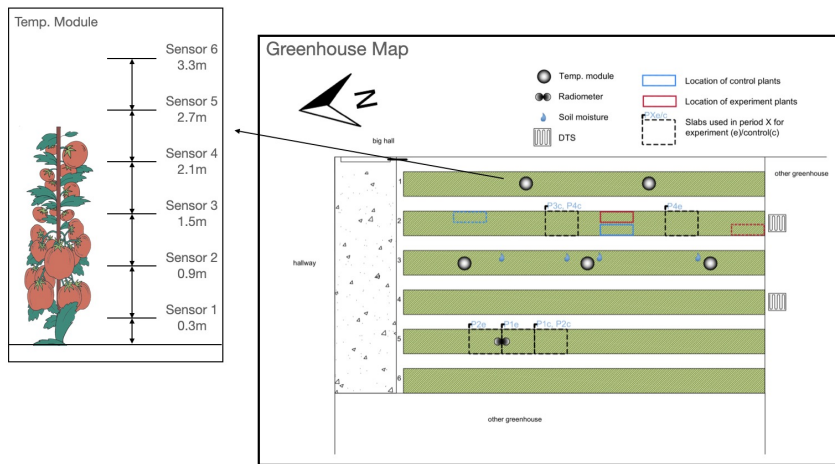 Temp. Module
Sensor 6
3.3m
Sensor 5
2.7m
Sensor 4
2.1m
Sensor 3
1.5m
Sensor 2
0.9m
Sensor 1
0.3m
Greenhouse Map
N
Temp. module
Radiometer
Soil moisture
DTS
Location of control plants
Location of experiment plants
PXe/c
Slabs used in period X for
experiment (e)/control(c)
big hall
other greenhouse
hallway
1
2
P3c, P4c
P4e
3
4
5
P2e
P1e
P1c, P2c
6
other greenhouse